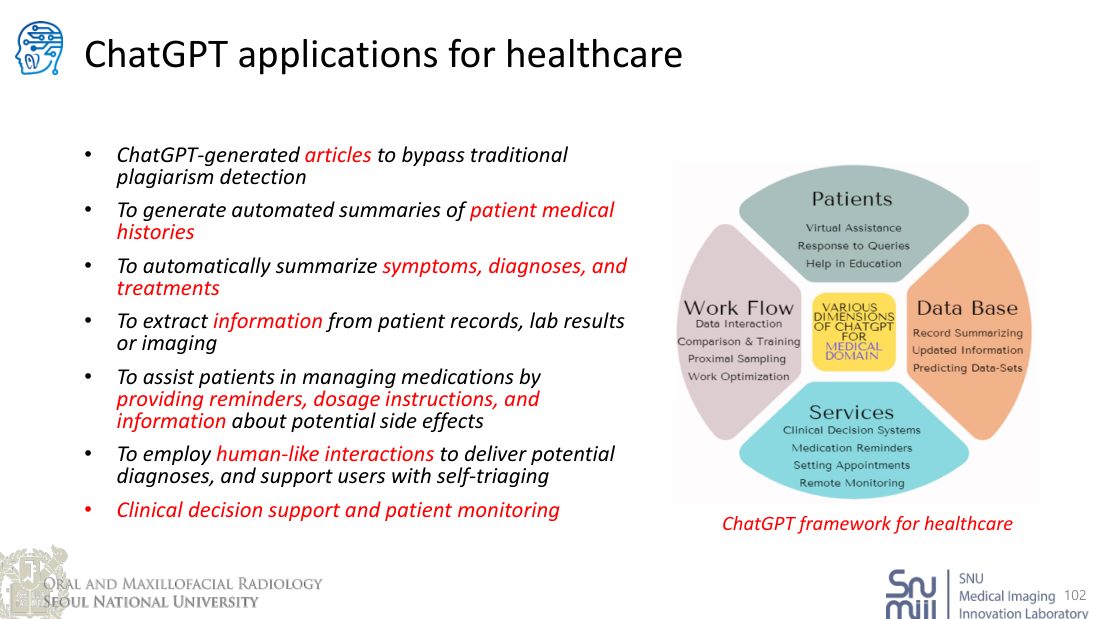 ChatGPT applications for healthcare
• ChatGPT-generated articles to bypass traditional
plagiarism detection
• To generate automated summaries of patient medical
histories
• To automatically summarize symptoms, diagnoses, and
treatments
• To extract information from patient records, lab results
or imaging
• To assist patients in managing medications by
providing reminders, dosage instructions, and
information about potential side effects
• To employ human-like interactions to deliver potential
diagnoses, and support users with self-triaging
• Clinical decision support and patient monitoring
Patients
Virtual Assistance
Response to Queries
Help in Education
Work Flow
Data Interaction
Comparison & Training
Proximal Sampling
Work Optimization
VARIOUS
DIMENSIONS
OF CHATGPT
FOR
MEDICAL
DOMAIN
Data Base
Record Summarizing
Updated Information
Predicting Data-Sets
Services
Clinical Decision Systems
Medication Reminders
Setting Appointments
Remote Monitoring
ChatGPT framework for healthcare
ORAL AND MAXILLOFACIAL RADIOLOGY
SEOUL NATIONAL UNIVERSITY
SNU
mill
SNU
Medical Imaging
Innovation Laboratory
102